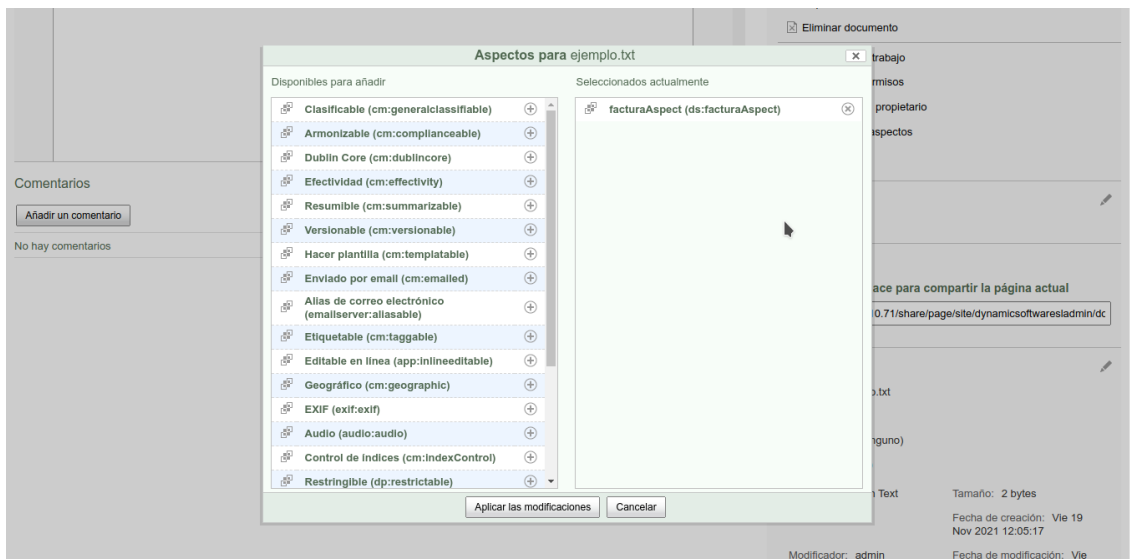 Eliminar documento
Aspectos para ejemplo.txt
trabajo
Disponibles para añadir
Seleccionados actualmente
rmisos
Clasificable (cm:generalclassifiable)
facturaAspect (ds:facturaAspect)
propietario
Armonizable (cm:complianceable)
aspectos
Dublin Core (cm:dublincore)
Efectividad (cm:effectivity)
Comentarios
Resumible (cm:summarizable)
Añadir un comentario
Versionable (cm:versionable)
No hay comentarios
Hacer plantilla (cm:templatable)
Enviado por email (cm:emailed)
ace para compartir la página actual
Alias de correo electrónico
(emailserver:aliasable)
0.71/share/page/site/dynamicsoftwaresladmin/dc
Etiquetable (cm:taggable)
Editable en línea (app:inlineeditable)
Geográfico (cm:geographic)
o.txt
EXIF (exif:exif)
Audio (audio:audio)
nguno)
Control de índices (cm:indexControl)
Restringible (dp:restrictable)
Text
Tamaño: 2 bytes
Aplicar las modificaciones
Cancelar
Fecha de creación: Vie 19
Nov 2021 12:05:17
Modificador: admin
Fecha de modificación: Vie